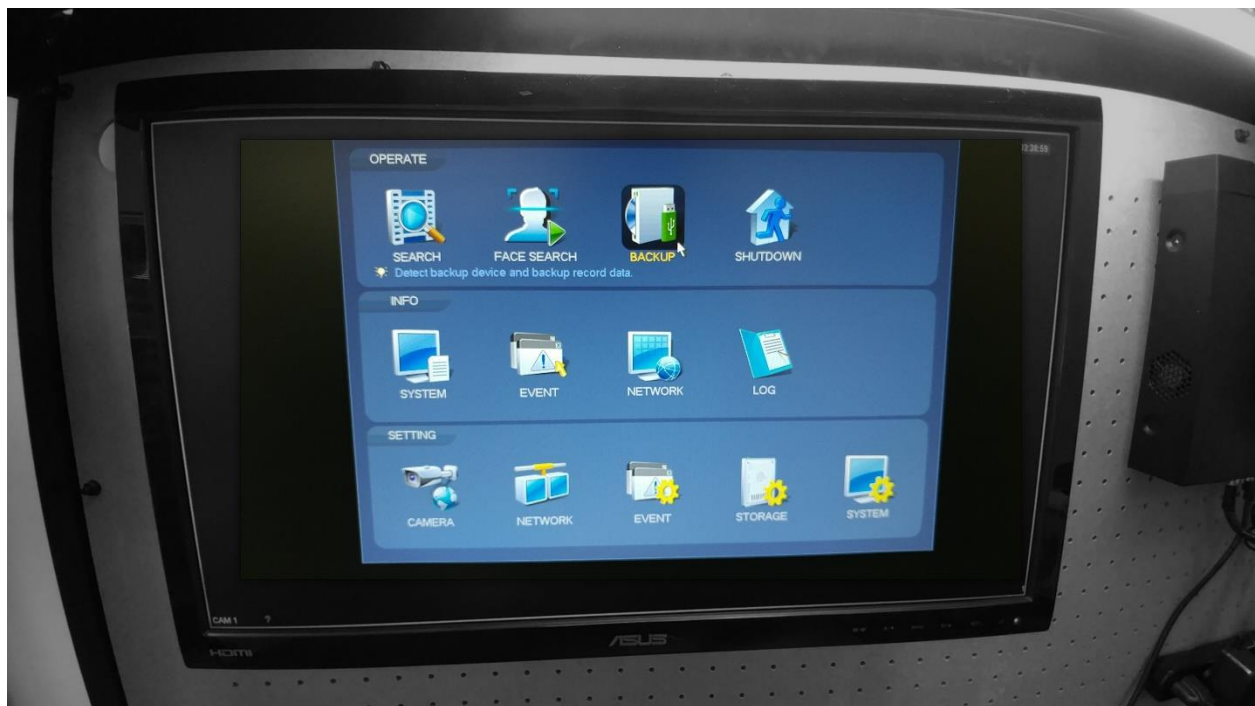 13:38:59
OPERATE
SEARCH FACE SEARCH BACKUP SHUTDOWN
Detect backup device and backup record data.
INFO
SYSTEM EVENT NETWORK LOG
SETTING
CAMERA NETWORK EVENT STORAGE SYSTEM
CAM 1 ?
ASUS
HDMI